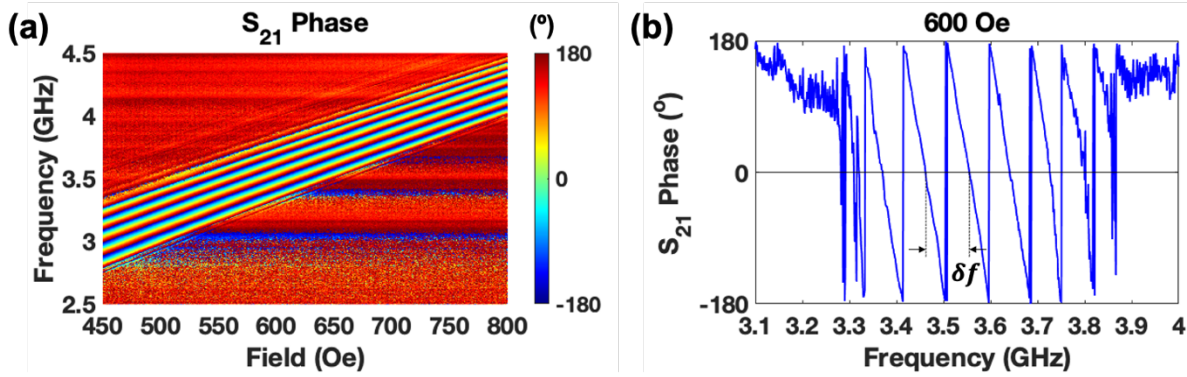 (a)
S₂₁ Phase
(º)
4.5
4
3.5
3
2.5
Frequency (GHz)
450 500 550 600 650 700 750 800
Field (Oe)
180
0
-180
(b)
600 Oe
180
0
-180
S₂₁ Phase (º)
δf
3.1 3.2 3.3 3.4 3.5 3.6 3.7 3.8 3.9 4
Frequency (GHz)